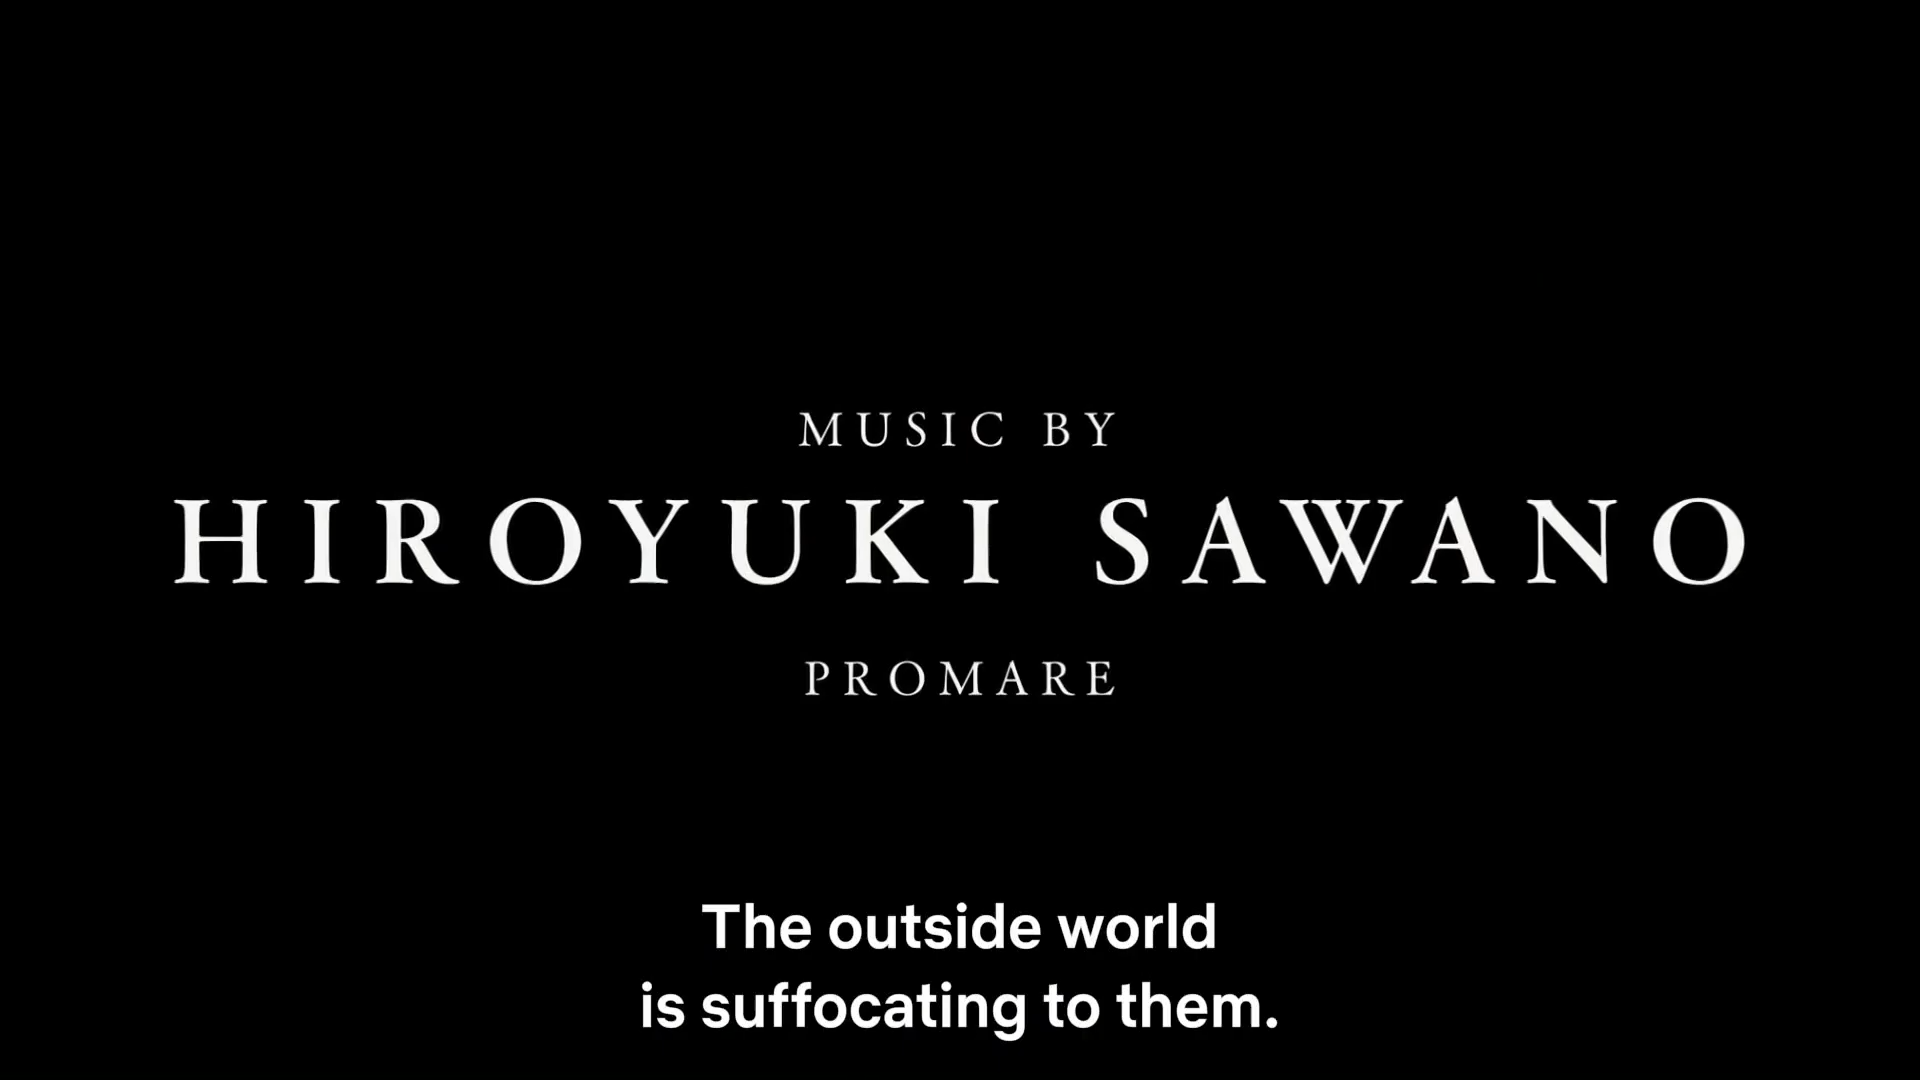 MUSIC BY
HIROYUKI SAWANO
PROMARE
The outside world
is suffocating to them.